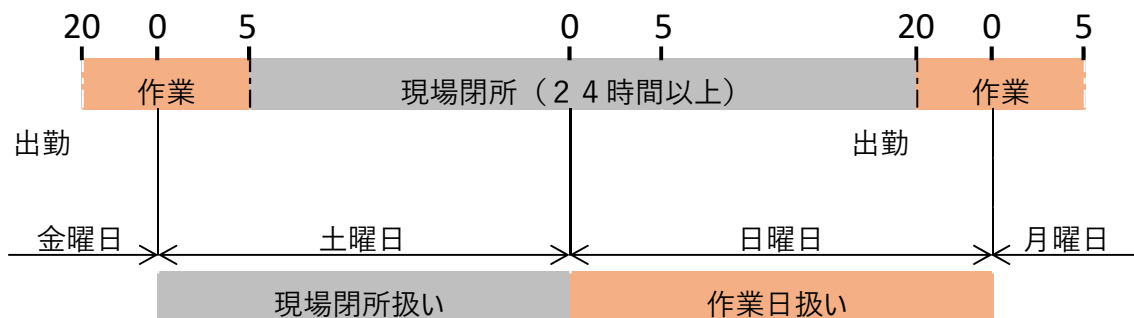 20 0 5 0 5 20 0 5
作業 現場閉所（２４時間以上） 作業
出勤 出勤
金曜日 土曜日 日曜日 月曜日
現場閉所扱い 作業日扱い